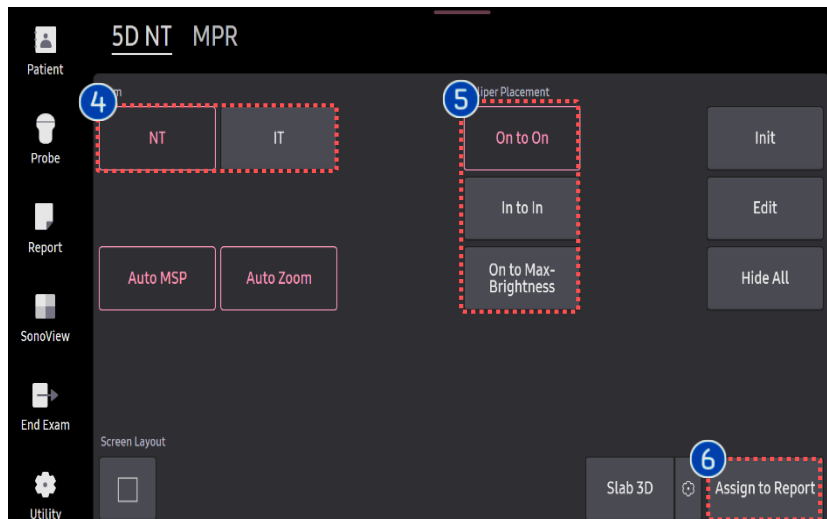 5D NT MPR
Patient
Probe
Report
SonoView
End Exam
Utility
4
NT
IT
Auto MSP
Auto Zoom
Screen Layout
5
liper Placement
On to On
In to In
On to Max-
Brightness
Init
Edit
Hide All
Slab 3D
6
Assign to Report